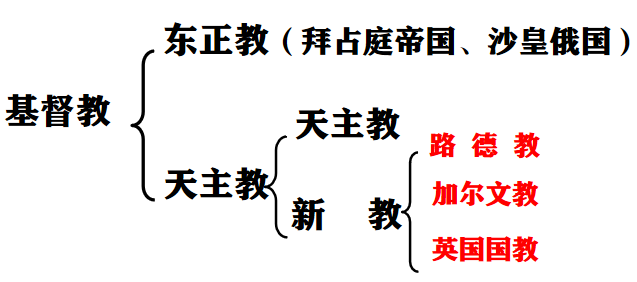 基督教
东正教（拜占庭帝国、沙皇俄国）
天主教
天主教
新 教
路 德 教
加尔文教
英国国教